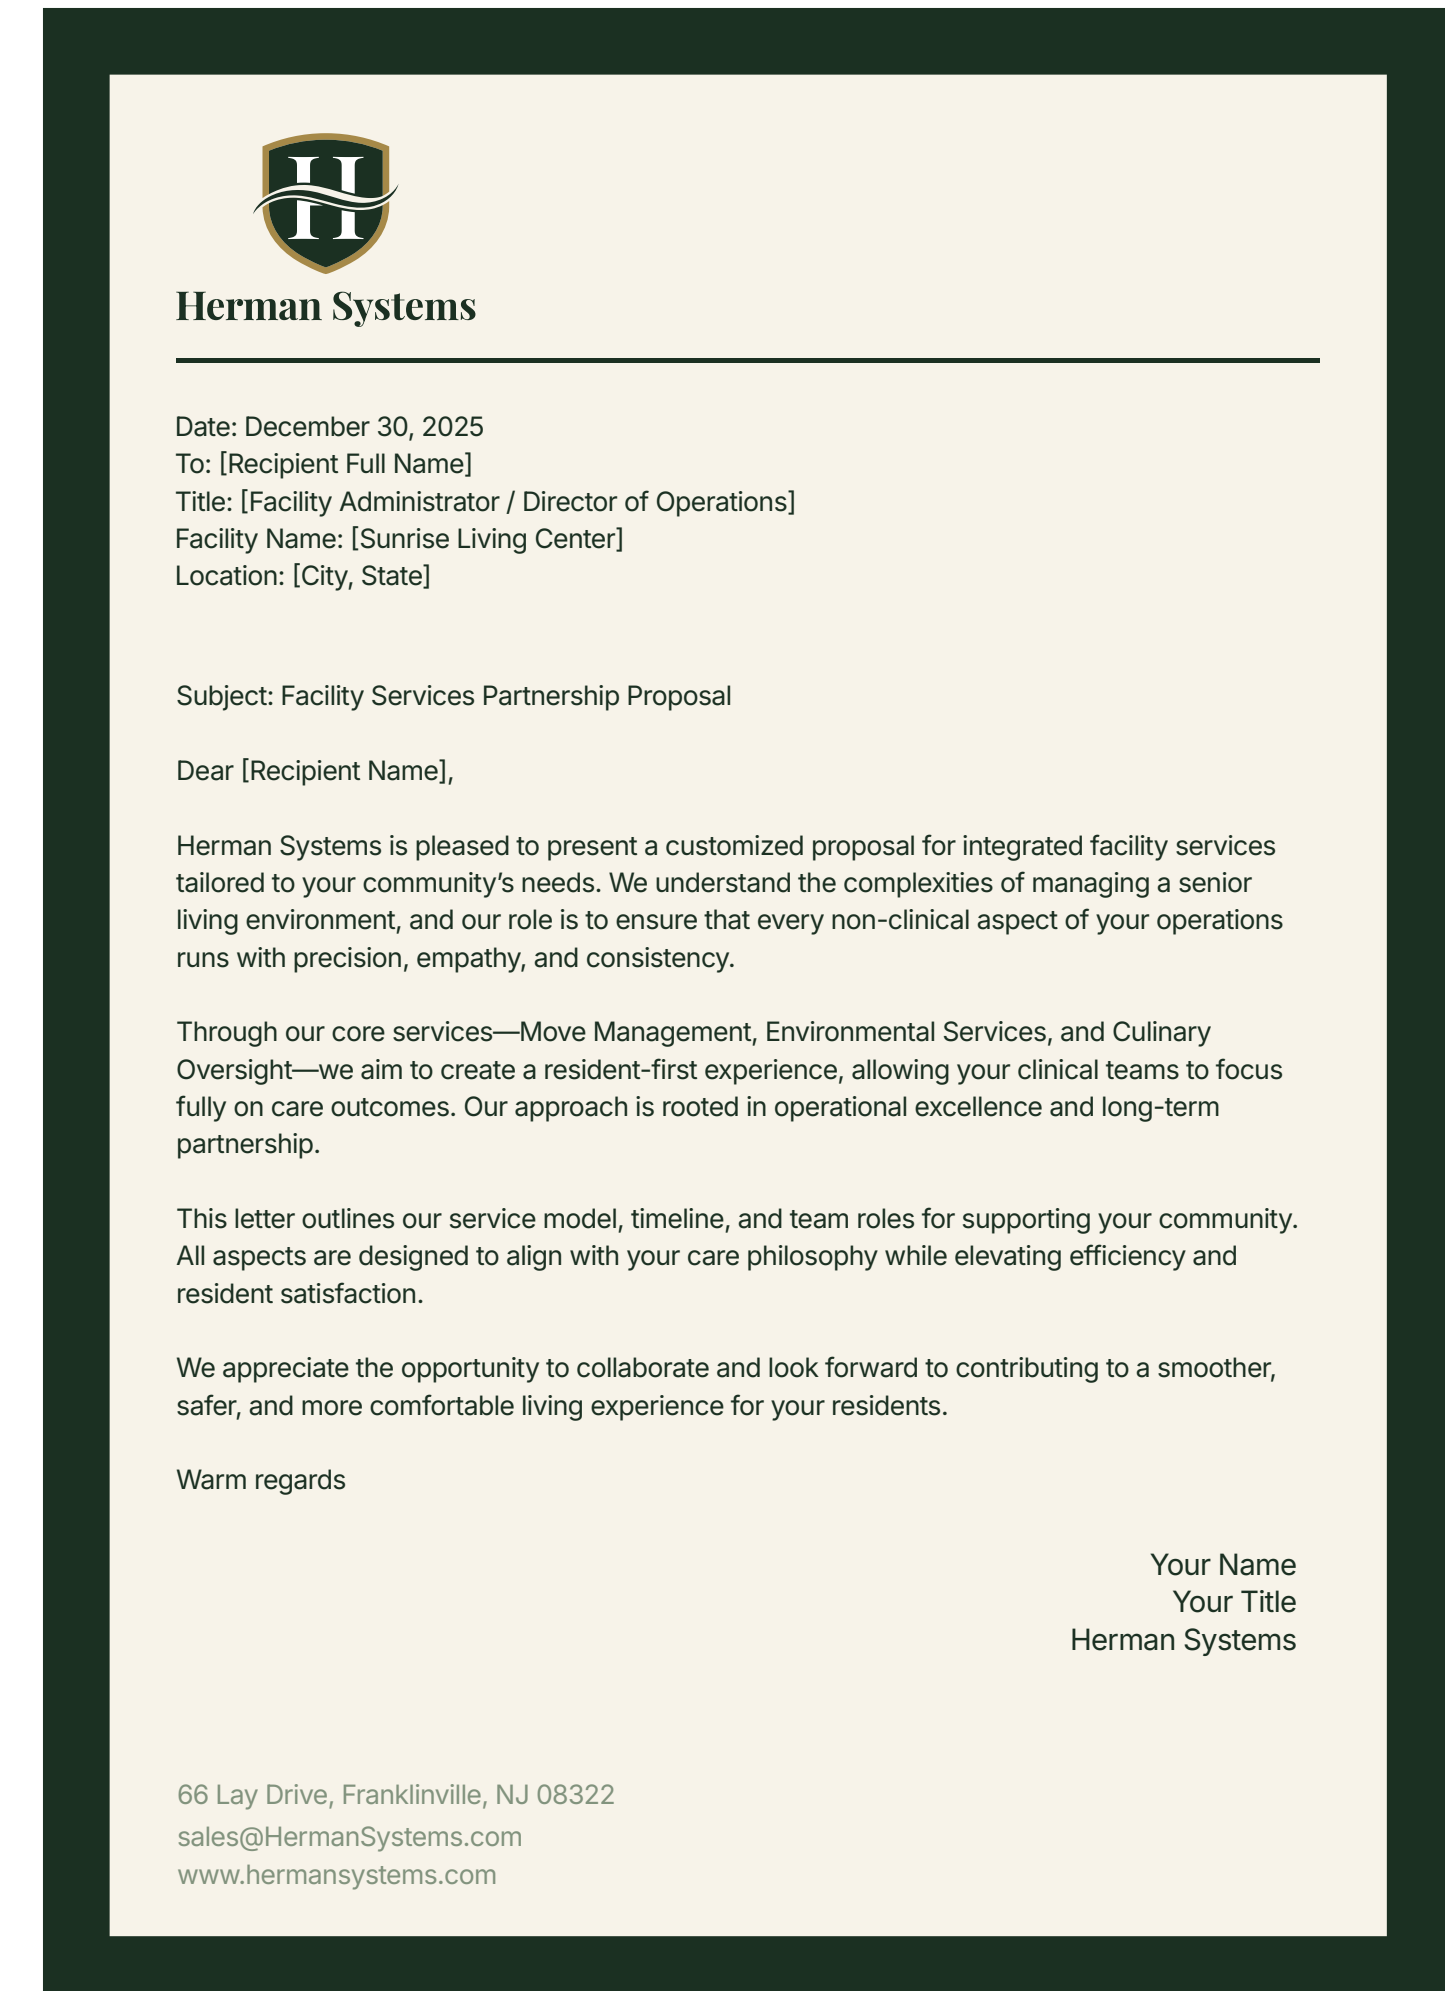 H
Herman Systems
Date: December 30, 2025
To: [Recipient Full Name]
Title: [Facility Administrator / Director of Operations]
Facility Name: [Sunrise Living Center]
Location: [City, State]
Subject: Facility Services Partnership Proposal
Dear [Recipient Name],
Herman Systems is pleased to present a customized proposal for integrated facility services
tailored to your community’s needs. We understand the complexities of managing a senior
living environment, and our role is to ensure that every non-clinical aspect of your operations
runs with precision, empathy, and consistency.
Through our core services—Move Management, Environmental Services, and Culinary
Oversight—we aim to create a resident-first experience, allowing your clinical teams to focus
fully on care outcomes. Our approach is rooted in operational excellence and long-term
partnership.
This letter outlines our service model, timeline, and team roles for supporting your community.
All aspects are designed to align with your care philosophy while elevating efficiency and
resident satisfaction.
We appreciate the opportunity to collaborate and look forward to contributing to a smoother,
safer, and more comfortable living experience for your residents.
Warm regards
Your Name
Your Title
Herman Systems
66 Lay Drive, Franklinville, NJ 08322
sales@HermanSystems.com
www.hermansystems.com